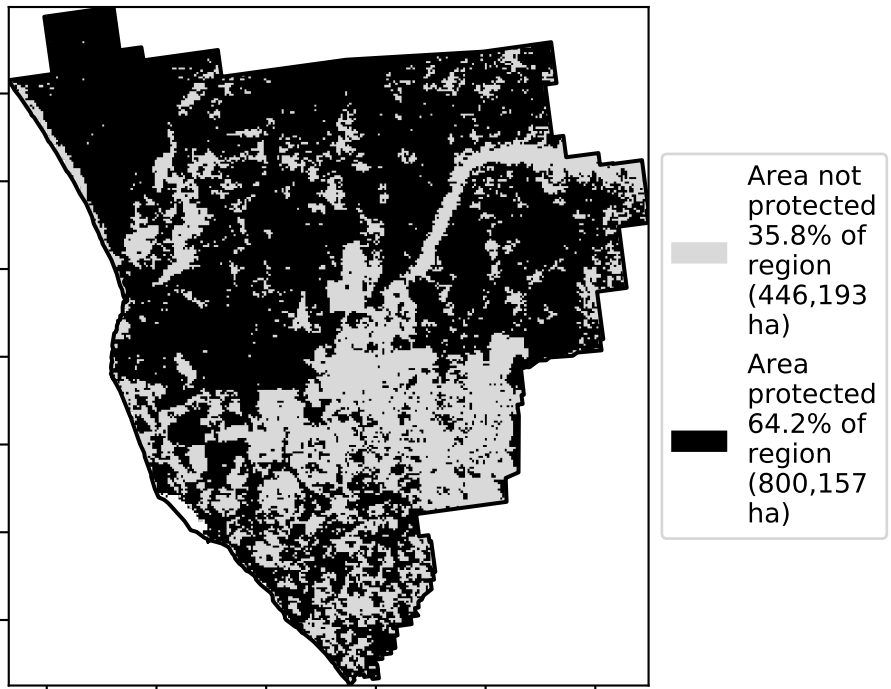 Area not
protected
35.8% of
region
(446,193
ha)
Area
protected
64.2% of
region
(800,157
ha)